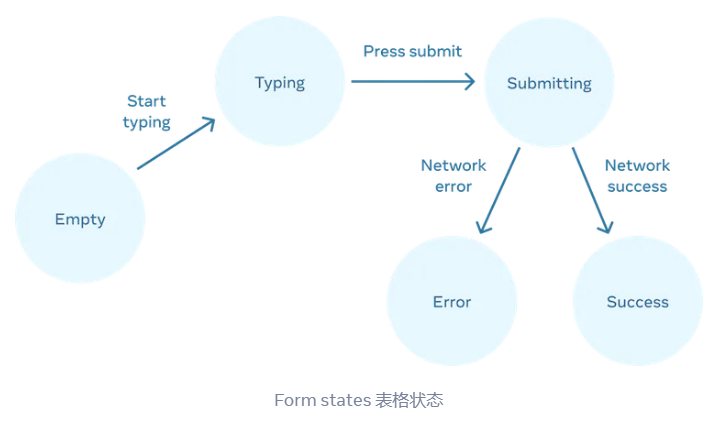 Start
typing
Typing
Press submit
Submitting
Empty
Network
error
Network
success
Error
Success
Form states 表格状态